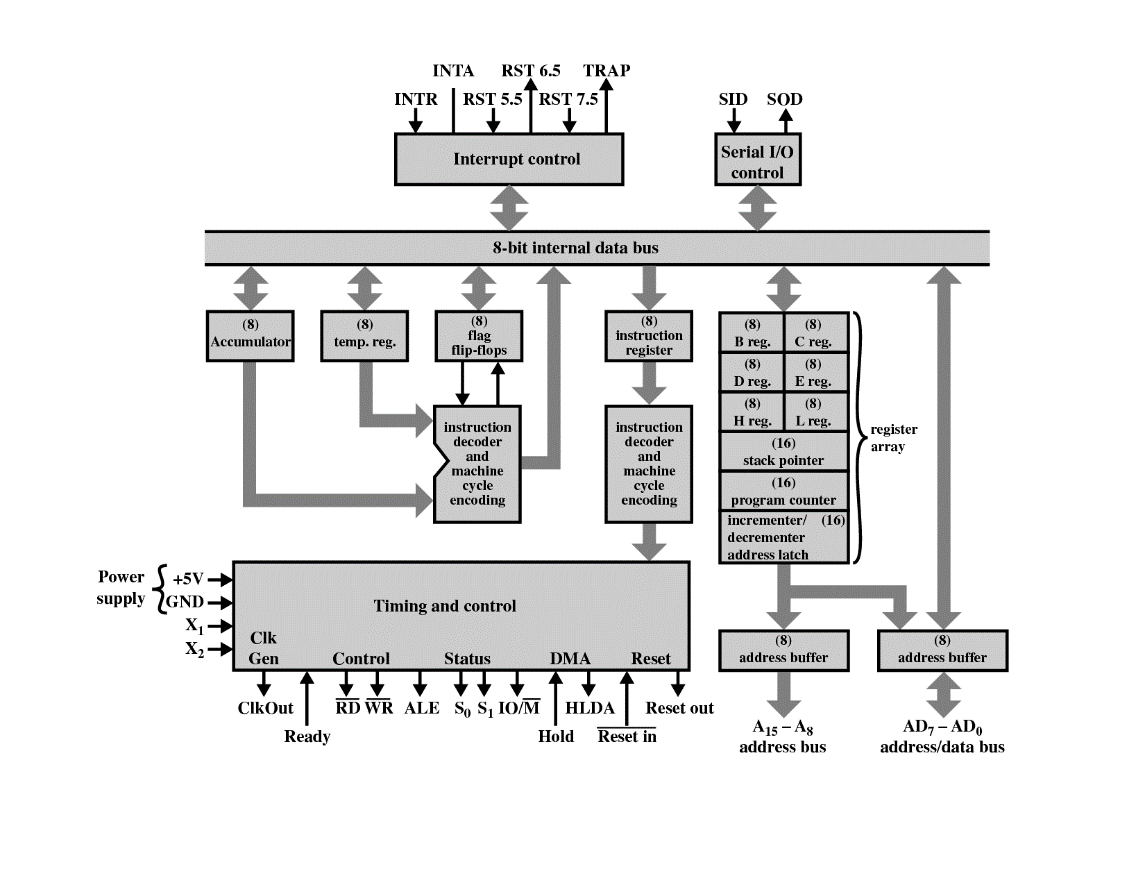 INTA RST 6.5 TRAP
INTR RST 5.5 RST 7.5 SID SOD
Interrupt control
Serial I/O
control
8-bit internal data bus
(8)
Accumulator
(8)
temp. reg.
(8)
flag
flip-flops
(8)
instruction
register
(8)
B reg.
(8)
C reg.
(8)
D reg.
(8)
E reg.
(8)
H reg.
(8)
L reg.
(16)
stack pointer
(16)
program counter
incrementer/ (16)
decrementer
address latch
register
array
instruction
decoder
and
machine
cycle
encoding
instruction
decoder
and
machine
cycle
encoding
Power
supply
+5V
GND
X1
X2
Timing and control
Clk
Gen Control Status DMA Reset
ClkOut R̅D̅ W̅R̅ ALE S0 S1 IO/M̅ HLDA Reset out
Ready Hold R̅e̅s̅e̅t̅ i̅n̅
(8)
address buffer
(8)
address buffer
A15 – A8
address bus
AD7 – AD0
address/data bus